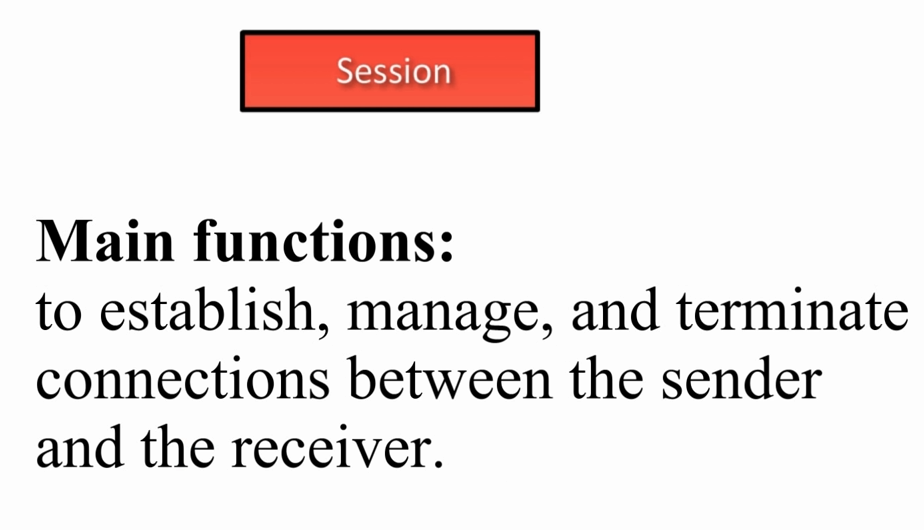 Session
Main functions:
to establish, manage, and terminate
connections between the sender
and the receiver.